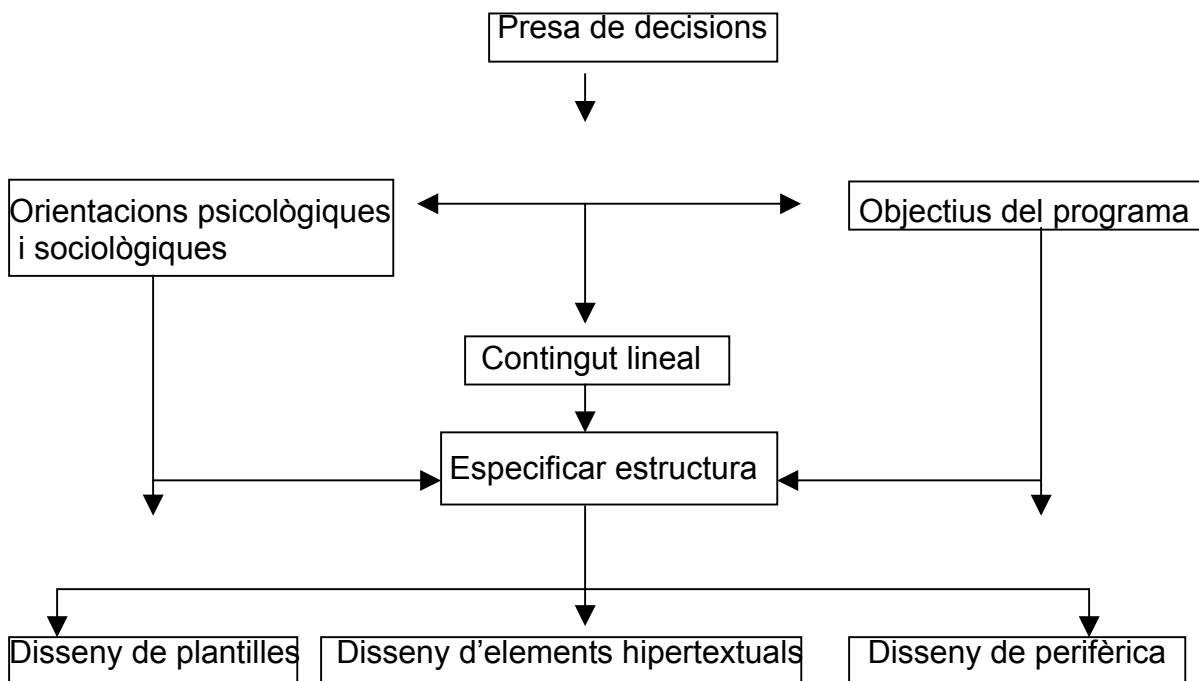 Presa de decisions
Orientacions psicològiques
i sociològiques
Objectius del programa
Contingut lineal
Especificar estructura
Disseny de plantilles
Disseny d’elements hipertextuals
Disseny de perifèrica